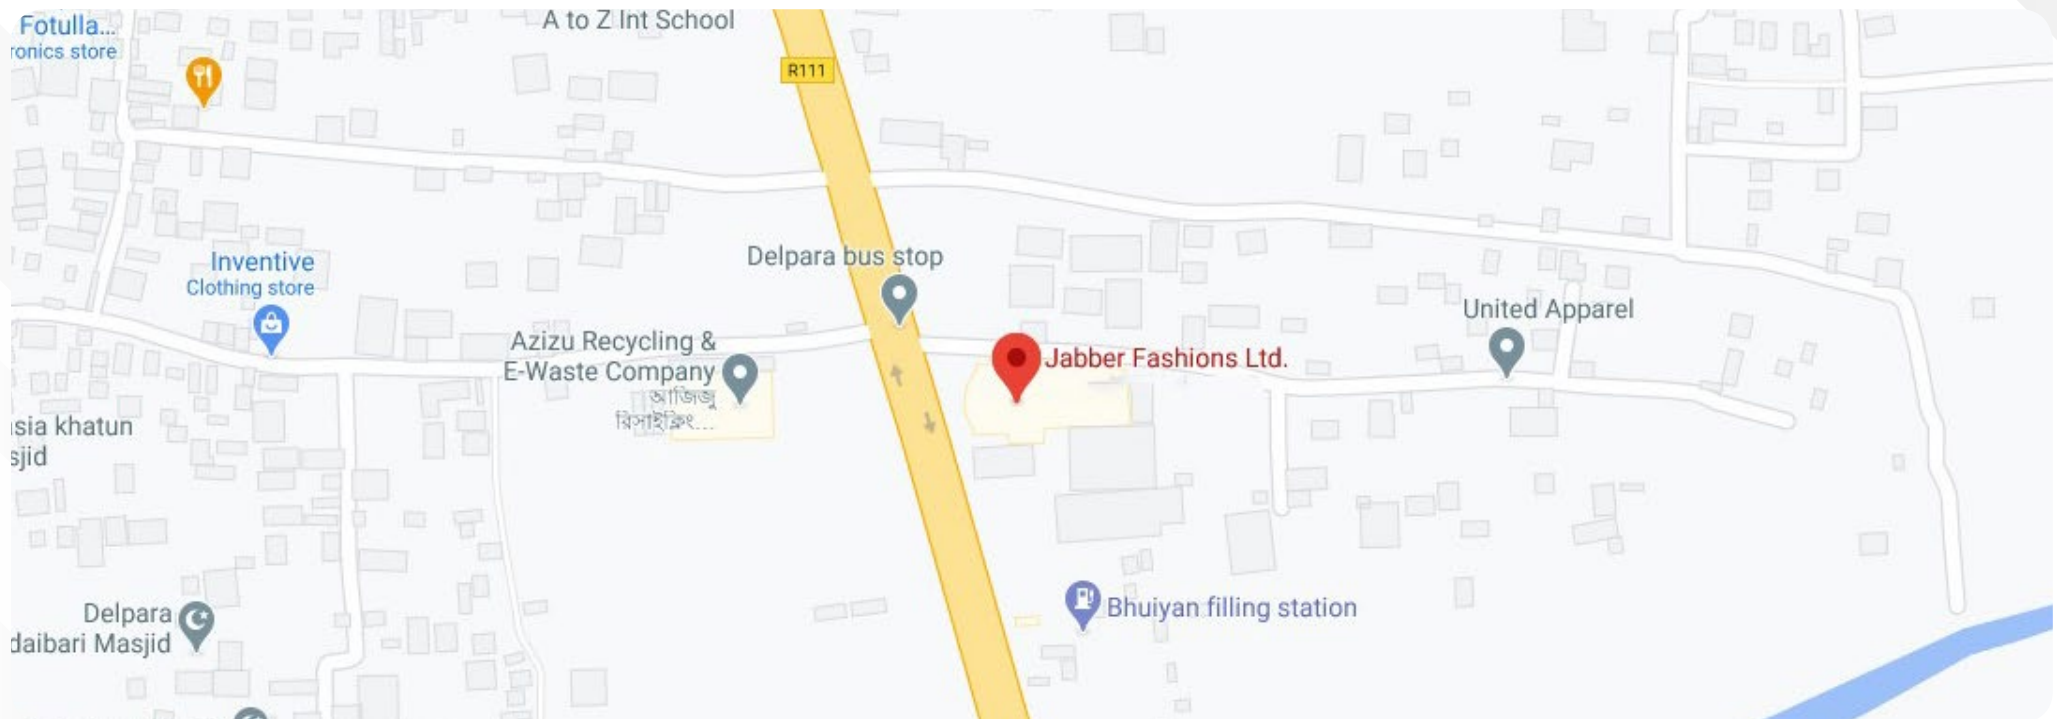 Fotulla...
ronics store
A to Z Int School
R111
Inventive
Clothing store
Delpara bus stop
Azizu Recycling &
E-Waste Company
আজিজু
রিসাইক্লিং...
Jabber Fashions Ltd.
United Apparel
sia khatun
sjid
Delpara
daibari Masjid
Bhuiyan filling station